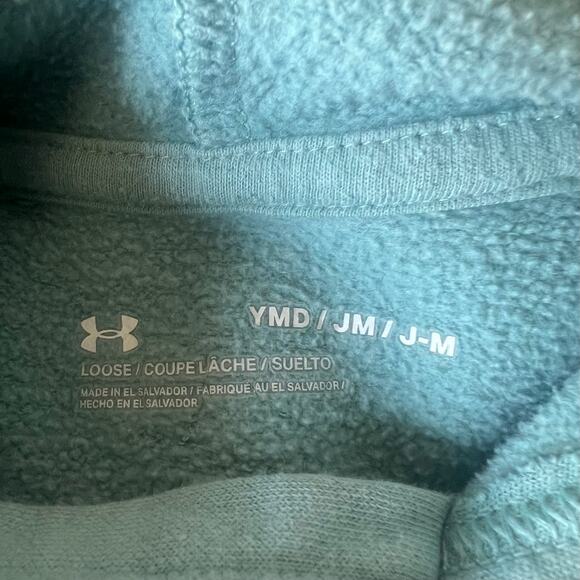 YMD / JM / J-M
LOOSE / COUPE LÂCHE / SUELTO
MADE IN EL SALVADOR / FABRIQUÉ AU EL SALVADOR /
HECHO EN EL SALVADOR